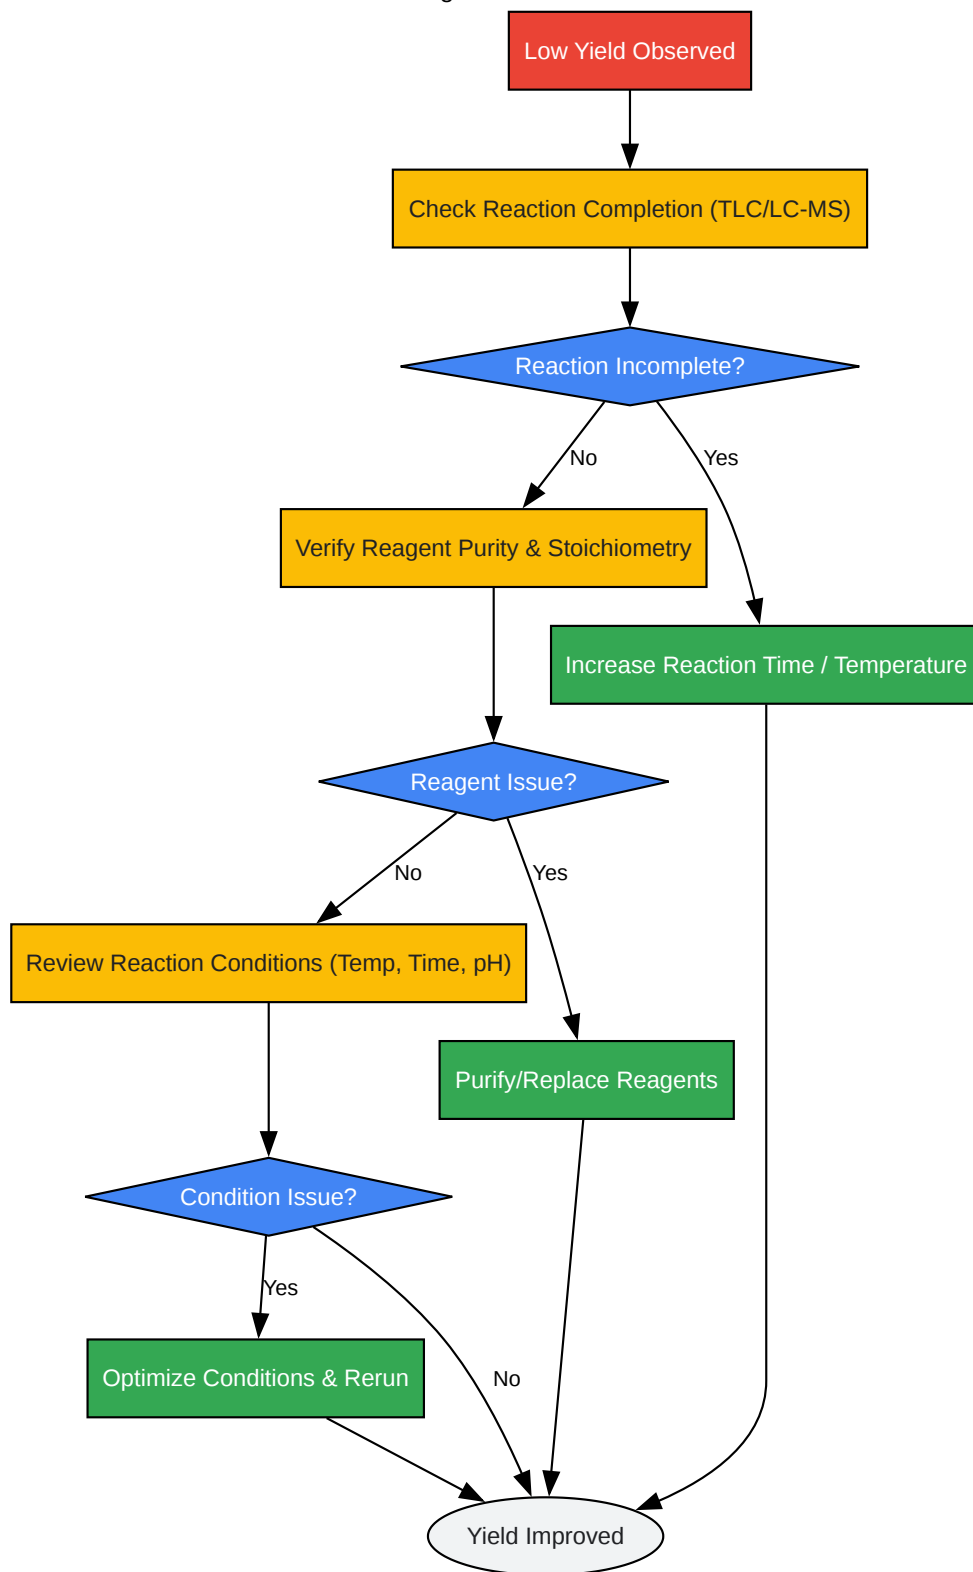 Low Yield Observed
Check Reaction Completion (TLC/LC-MS)
Reaction Incomplete?
No
Yes
Verify Reagent Purity & Stoichiometry
Increase Reaction Time / Temperature
Reagent Issue?
No
Yes
Review Reaction Conditions (Temp, Time, pH)
Purify/Replace Reagents
Condition Issue?
Yes
Optimize Conditions & Rerun
No
Yield Improved